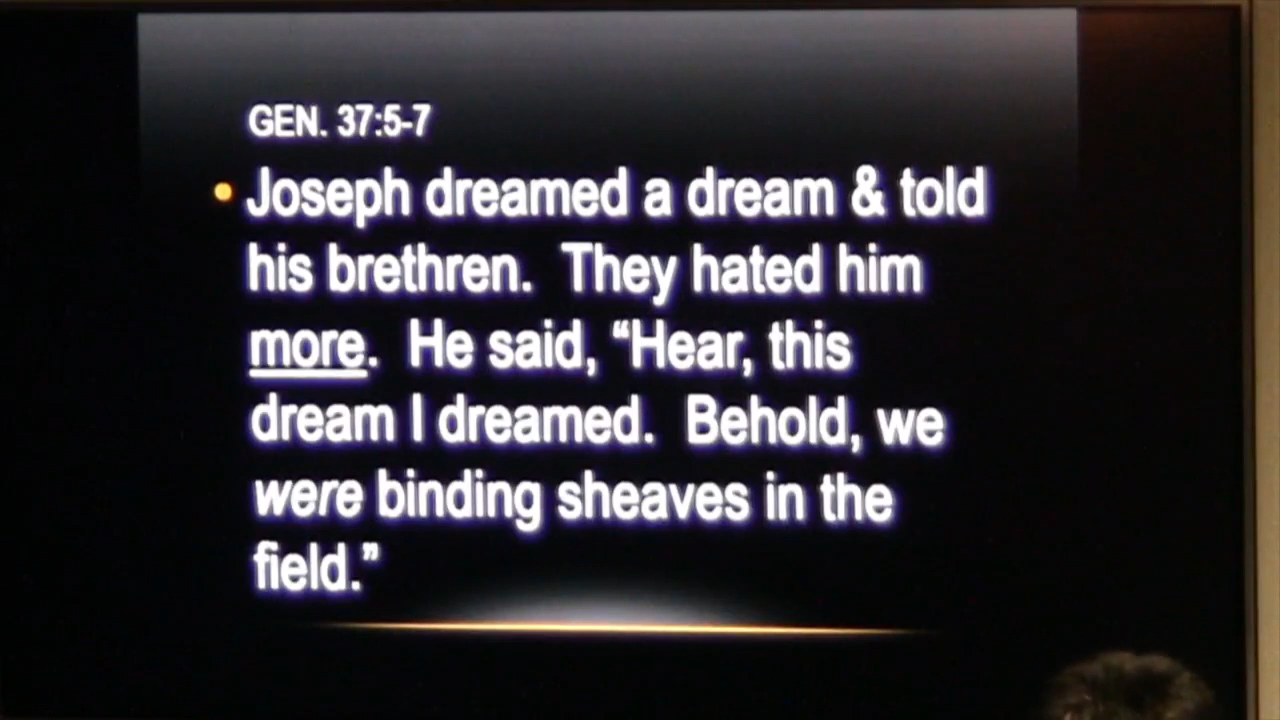 GEN. 37:5-7
• Joseph dreamed a dream & told
his brethren.  They hated him
more.  He said, “Hear, this
dream I dreamed.  Behold, we
were binding sheaves in the
field.”